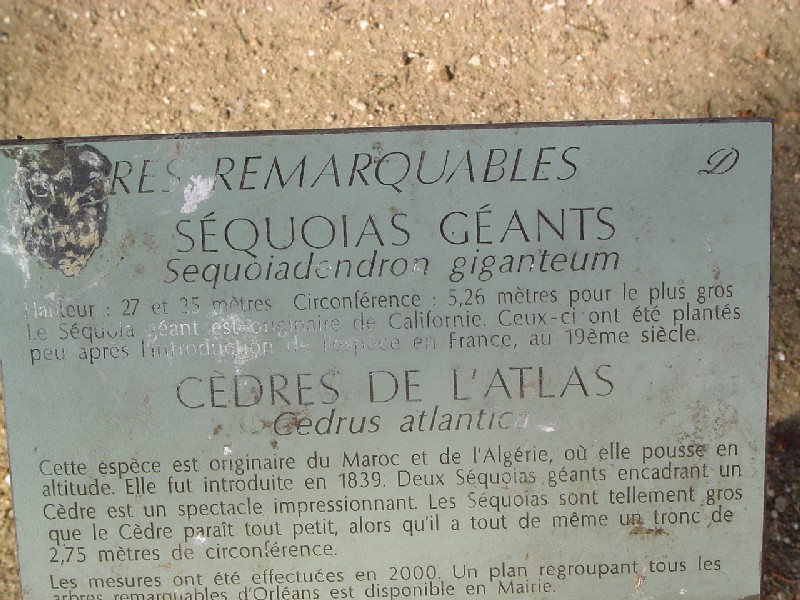 RES REMARQUABLES D
SÉQUOIAS GÉANTS
Sequoiadendron giganteum
Hauteur : 27 et 25 mètres Circonférence : 5,26 mètres pour le plus gros
Le Séquoia géant est originaire de Californie. Ceux-ci ont été plantés
peu après l'introduction de l'espèce en France, au 19ème siècle.
CÈDRES DE L'ATLAS
Cedrus atlantica
Cette espèce est originaire du Maroc et de l'Algérie, où elle pousse en
altitude. Elle fut introduite en 1839. Deux Séquoias géants encadrant un
Cèdre est un spectacle impressionnant. Les Séquoias sont tellement gros
que le Cèdre paraît tout petit, alors qu'il a tout de même un tronc de
2,75 mètres de circonférence.
Les mesures ont été effectuées en 2000. Un plan regroupant tous les
arbres remarquables d'Orléans est disponible en Mairie.